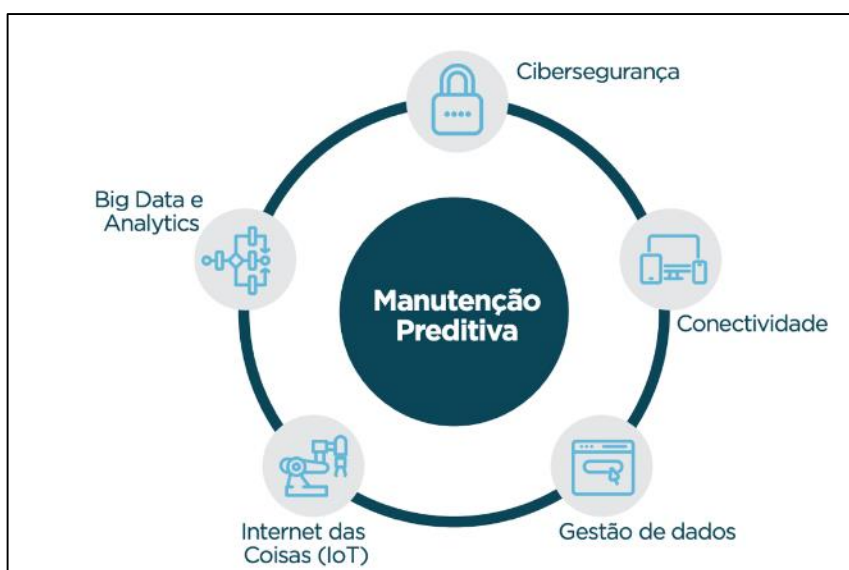 Cibersegurança
Big Data e
Analytics
Manutenção
Preditiva
Conectividade
Internet das
Coisas (IoT)
Gestão de dados